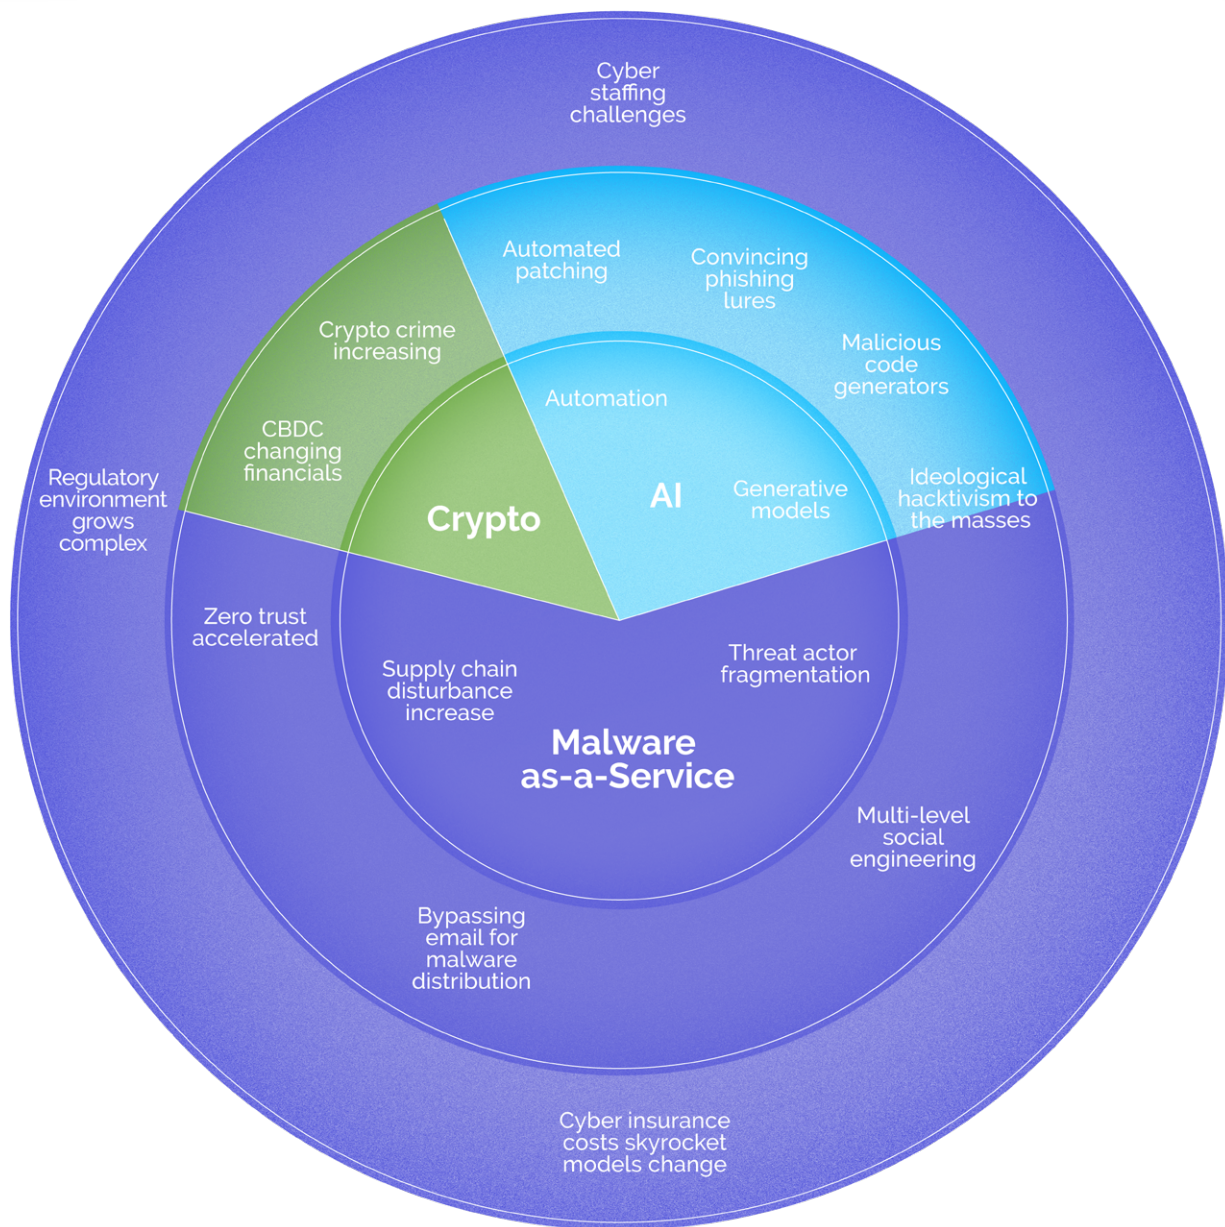 Cyber
staffing
challenges
Automated
patching
Convincing
phishing
lures
Crypto crime
increasing
Malicious
code
generators
Automation
CBDC
changing
financials
Regulatory
environment
grows
complex
Crypto
AI
Generative
models
Ideological
hacktivism to
the masses
Zero trust
accelerated
Supply chain
disturbance
increase
Threat actor
fragmentation
Malware
as-a-Service
Multi-level
social
engineering
Bypassing
email for
malware
distribution
Cyber insurance
costs skyrocket
models change